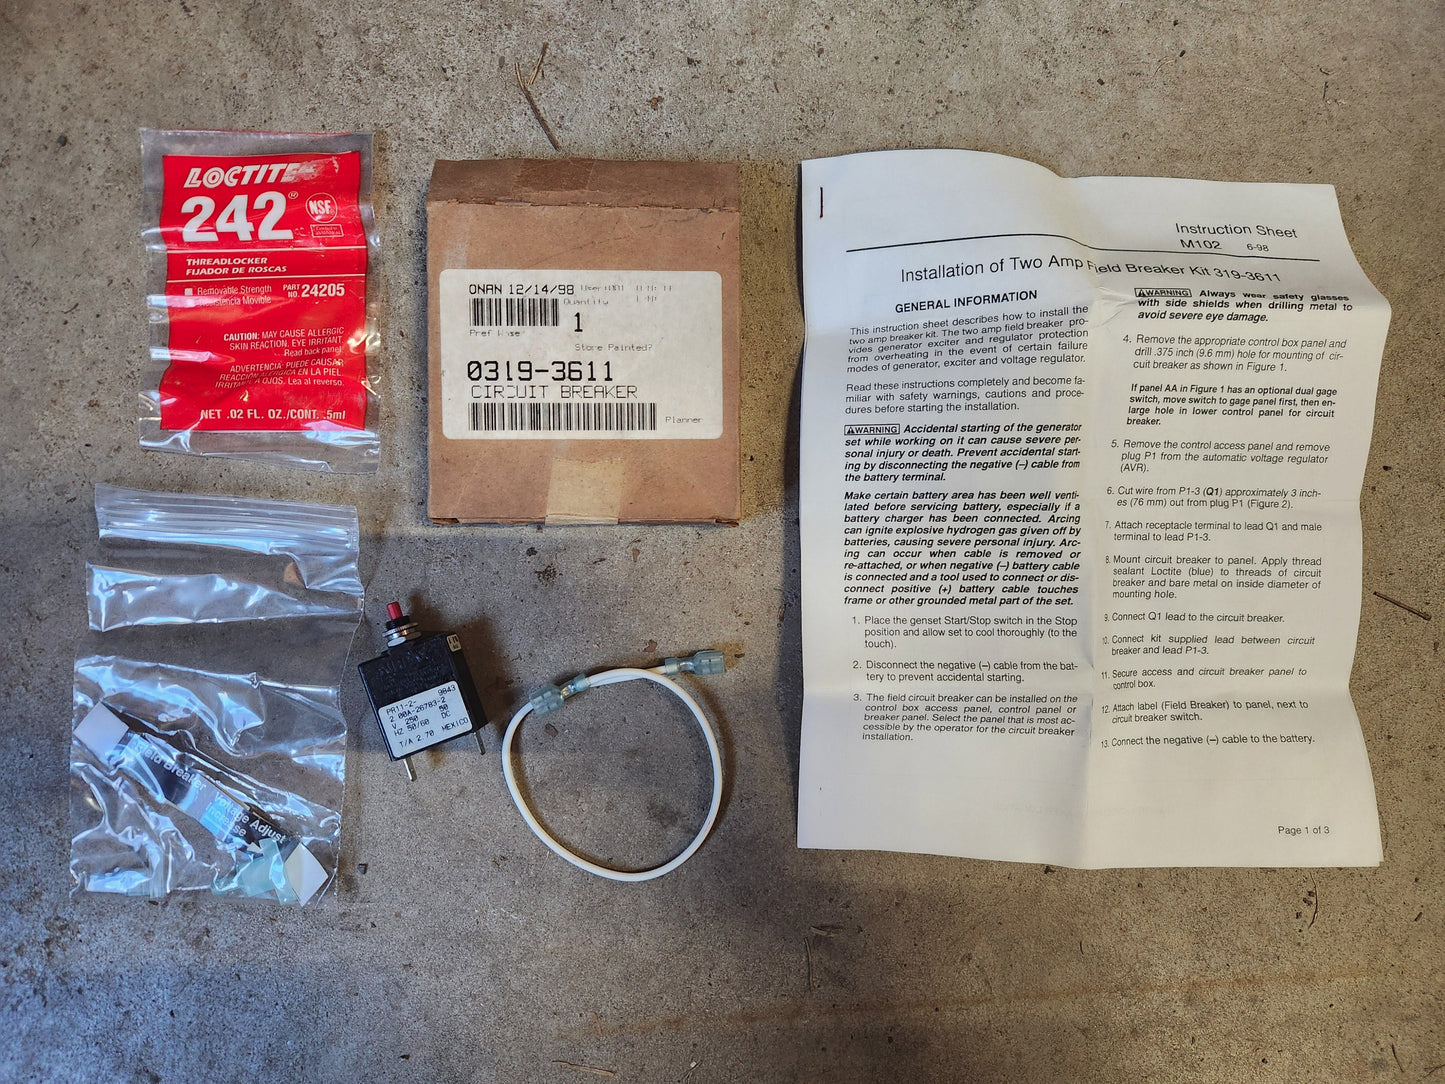 LOCTITE
242®
NSF
THREADLOCKER
FIJADOR DE ROSCAS
Removable Strength
Resistencia Movible
PART
NO. 24205
CAUTION: MAY CAUSE ALLERGIC
SKIN REACTION. EYE IRRITANT.
Read back panel.
ADVERTENCIA: PUEDE CAUSAR
REACCIÓN ALERGICA EN LA PIEL.
IRRITAR A OJOS. Lea al reverso.
NET .02 FL. OZ./CONT. .5ml
ONAN 12/14/98
Quantity
1
Pref Wose
Store Painted?
0319-3611
CIRCUIT BREAKER
Planner
9843
PR11-2-
2.00A-26783-2
V 250 50
HZ 50/60 DC
T/A 2.70 MEXICO
Field Breaker
Voltage Adjust
Increase
Instruction Sheet
M102 6-98
Installation of Two Amp Field Breaker Kit 319-3611
GENERAL INFORMATION
This instruction sheet describes how to install the
two amp breaker kit. The two amp field breaker pro-
vides generator exciter and regulator protection
from overheating in the event of certain failure
modes of generator, exciter and voltage regulator.
Read these instructions completely and become fa-
miliar with safety warnings, cautions and proce-
dures before starting the installation.
WARNING Accidental starting of the generator
set while working on it can cause severe per-
sonal injury or death. Prevent accidental start-
ing by disconnecting the negative (–) cable from
the battery terminal.
Make certain battery area has been well venti-
lated before servicing battery, especially if a
battery charger has been connected. Arcing
can ignite explosive hydrogen gas given off by
batteries, causing severe personal injury. Arc-
ing can occur when cable is removed or
re-attached, or when negative (–) battery cable
is connected and a tool used to connect or dis-
connect positive (+) battery cable touches
frame or other grounded metal part of the set.
1. Place the genset Start/Stop switch in the Stop
position and allow set to cool thoroughly (to the
touch).
2. Disconnect the negative (–) cable from the bat-
tery to prevent accidental starting.
3. The field circuit breaker can be installed on the
control box access panel, control panel or
breaker panel. Select the panel that is most ac-
cessible by the operator for the circuit breaker
installation.
WARNING Always wear safety glasses
with side shields when drilling metal to
avoid severe eye damage.
4. Remove the appropriate control box panel and
drill .375 inch (9.6 mm) hole for mounting of cir-
cuit breaker as shown in Figure 1.
If panel AA in Figure 1 has an optional dual gage
switch, move switch to gage panel first, then en-
large hole in lower control panel for circuit
breaker.
5. Remove the control access panel and remove
plug P1 from the automatic voltage regulator
(AVR).
6. Cut wire from P1-3 (Q1) approximately 3 inch-
es (76 mm) out from plug P1 (Figure 2).
7. Attach receptacle terminal to lead Q1 and male
terminal to lead P1-3.
8. Mount circuit breaker to panel. Apply thread
sealant Loctite (blue) to threads of circuit
breaker and bare metal on inside diameter of
mounting hole.
9. Connect Q1 lead to the circuit breaker.
10. Connect kit supplied lead between circuit
breaker and lead P1-3.
11. Secure access and circuit breaker panel to
control box.
12. Attach label (Field Breaker) to panel, next to
circuit breaker switch.
13. Connect the negative (–) cable to the battery.
Page 1 of 3